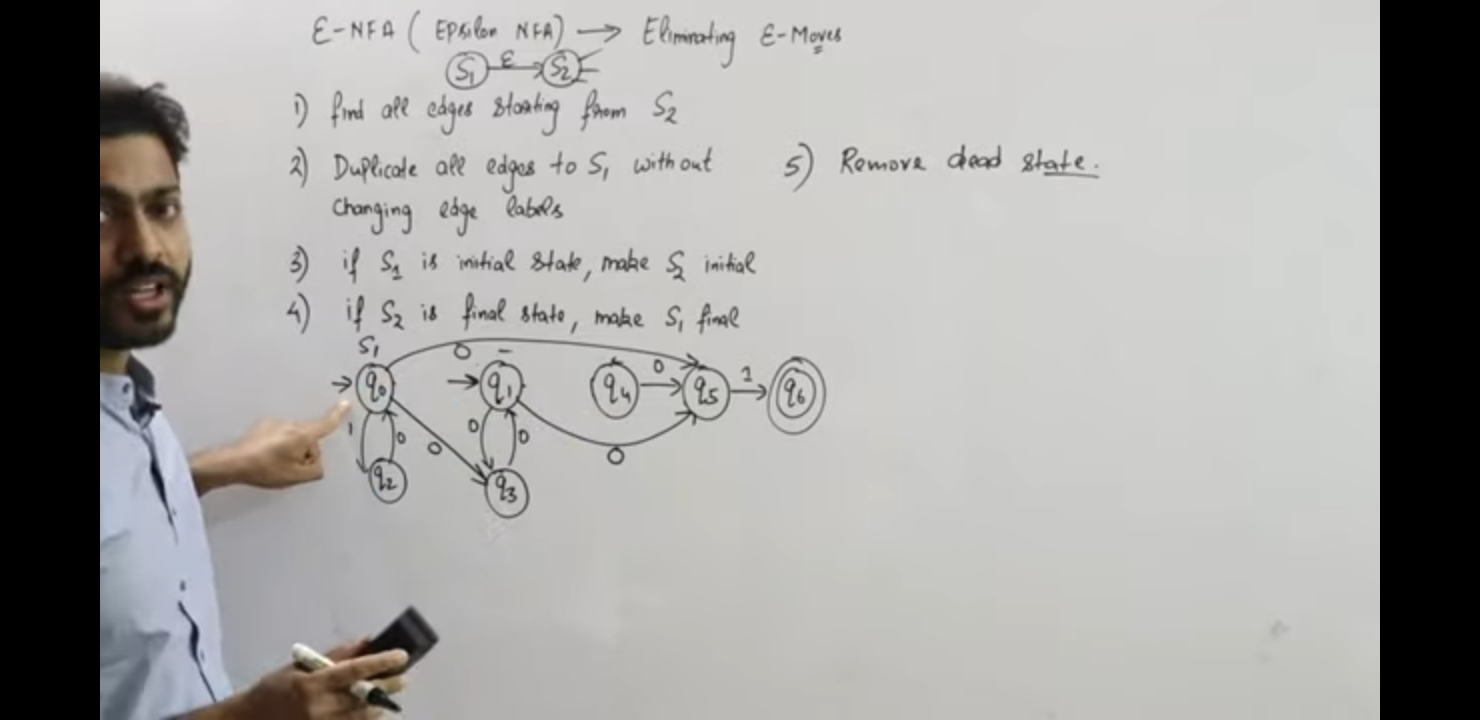 ε-NFA ( Epsilon NFA) → Eliminating ε-Moves
S1 ε S2
1) find all edges starting from S2
2) Duplicate all edges to S1 without
changing edge labels
5) Remove dead state.
3) if S1 is initial state, make S2 initial
4) if S2 is final state, make S1 final
S1
0
q0 q1 q4 0 q5 1 q6
1 0 0 0 0 0
q2 q3